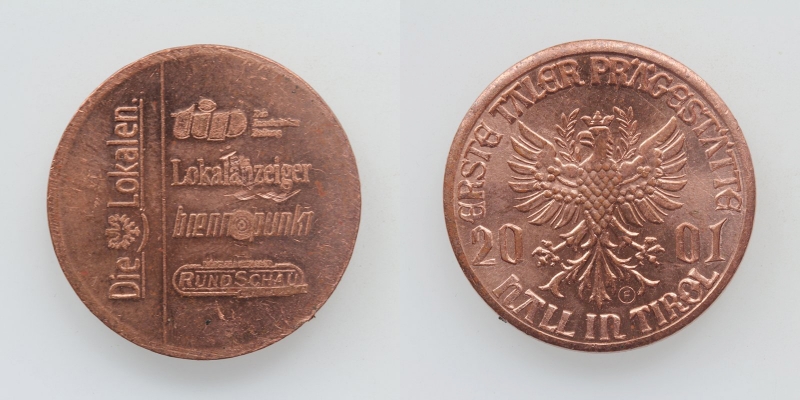 Die Lokalen.
tip
Lokalanzeiger
brennpunkt
RUNDSCHAU
ERSTE TALER PRÄGESTÄTTE
20 01
HALL IN TIROL